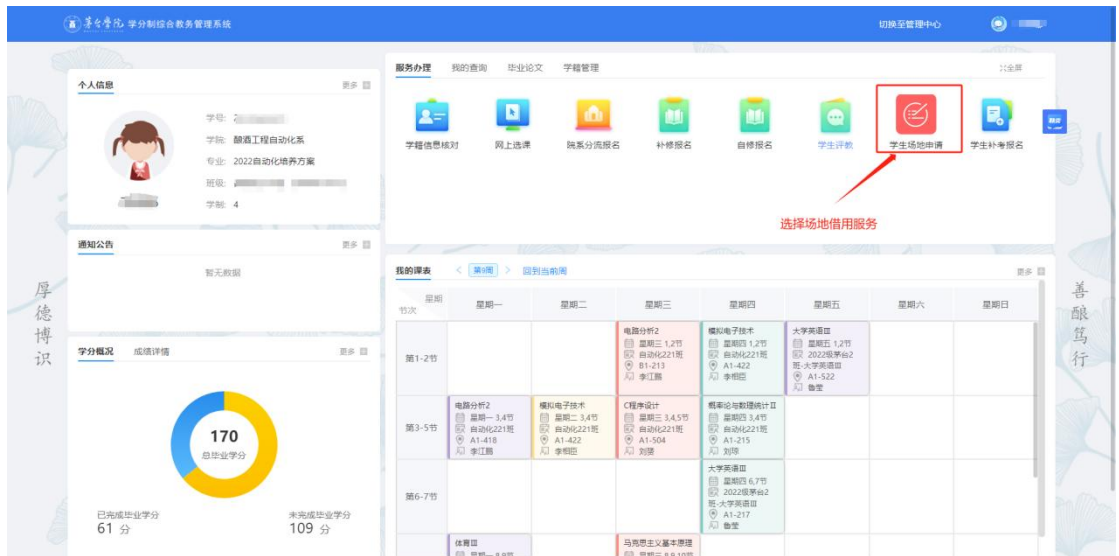 茅台学院 学分制综合教务管理系统
切换至管理中心
个人信息
更多
学号:
学院: 酿酒工程自动化系
专业: 2022自动化培养方案
班级:
学制: 4
通知公告
更多
暂无数据
学分概况 成绩详情
更多
170
总毕业学分
已完成毕业学分
61 分
未完成毕业学分
109 分
服务办理 我的查询 毕业论文 学籍管理
全屏
学籍信息核对 网上选课 院系分流报名 补修报名 自修报名 学生评教 学生场地申请 学生补考报名
选择场地借用服务
我的课表 < 第9周 > 回到当前周
更多
星期
节次
星期一 星期二 星期三 星期四 星期五 星期六 星期日
第1-2节
电路分析2
星期三 1,2节
自动化221班
B1-213
李江鹏
模拟电子技术
星期四 1,2节
自动化221班
A1-422
李相臣
大学英语Ⅲ
星期五 1,2节
2022级茅台2
班-大学英语Ⅲ
A1-522
鲁莹
第3-5节
电路分析2
星期一 3,4节
自动化221班
A1-418
李江鹏
模拟电子技术
星期二 3,4节
自动化221班
A1-422
李相臣
C程序设计
星期三 3,4,5节
自动化221班
A1-504
概率论与数理统计Ⅱ
星期四 3,4节
自动化221班
A1-215
第6-7节
大学英语Ⅲ
星期四 6,7节
2022级茅台2
班-大学英语Ⅲ
A1-217
鲁莹
体育Ⅲ
星期一 8,9节
马克思主义基本原理
星期三 8,9,10节
厚德博识
善酿笃行